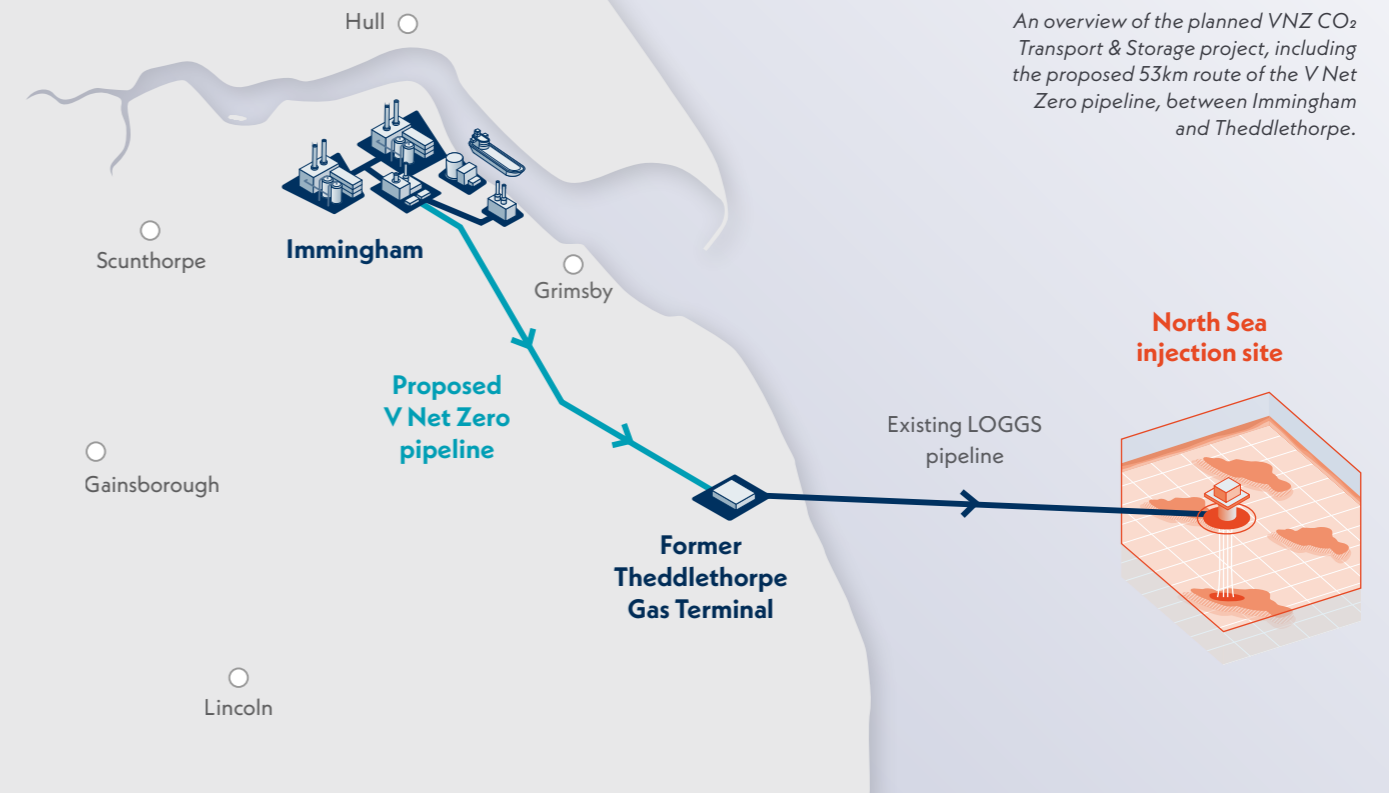 Hull
An overview of the planned VNZ CO₂
Transport & Storage project, including
the proposed 53km route of the V Net
Zero pipeline, between Immingham
and Theddlethorpe.
Scunthorpe
Immingham
Grimsby
North Sea
injection site
Proposed
V Net Zero
pipeline
Existing LOGGS
pipeline
Gainsborough
Former
Theddlethorpe
Gas Terminal
Lincoln